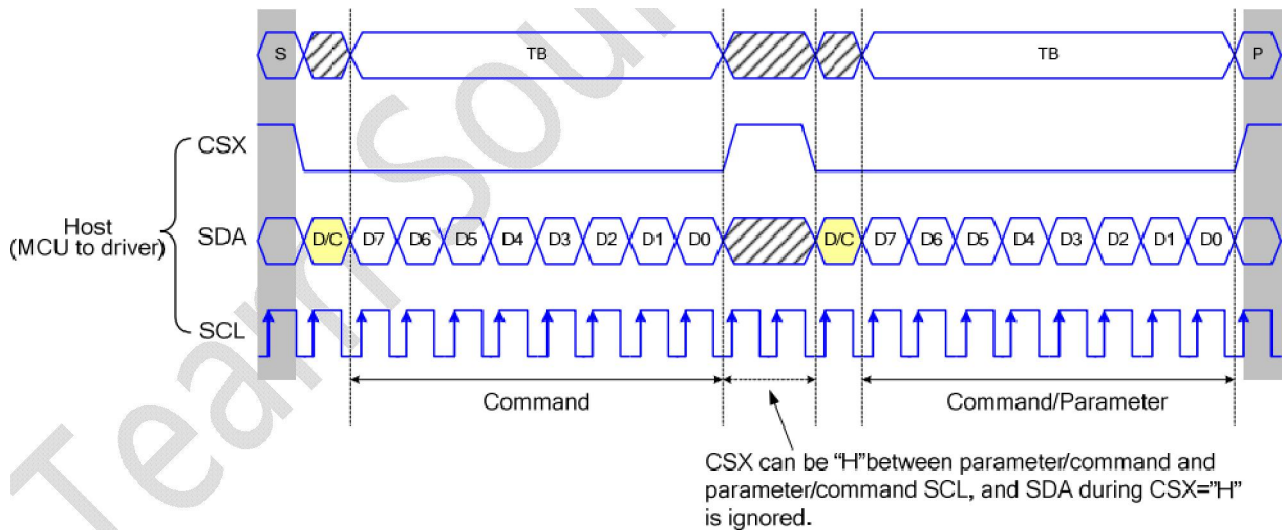 S TB TB P
CSX
Host
(MCU to driver)
SDA D/C D7 D6 D5 D4 D3 D2 D1 D0 D/C D7 D6 D5 D4 D3 D2 D1 D0
SCL
Command Command/Parameter
CSX can be "H"between parameter/command and
parameter/command SCL, and SDA during CSX="H"
is ignored.
Team Sour